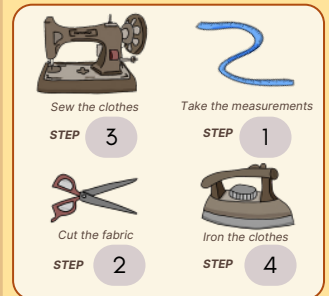 Sew the clothes
Take the measurements
STEP 3
STEP 1
Cut the fabric
Iron the clothes
STEP 2
STEP 4